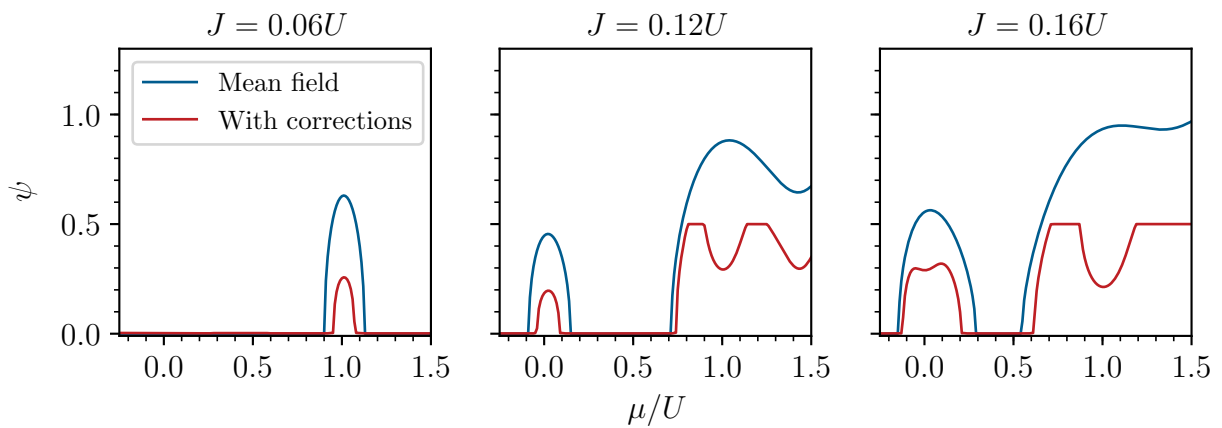 J = 0.06U
J = 0.12U
J = 0.16U
Mean field
With corrections
ψ
1.0
0.5
0.0
0.0 0.5 1.0 1.5
0.0 0.5 1.0 1.5
0.0 0.5 1.0 1.5
μ/U